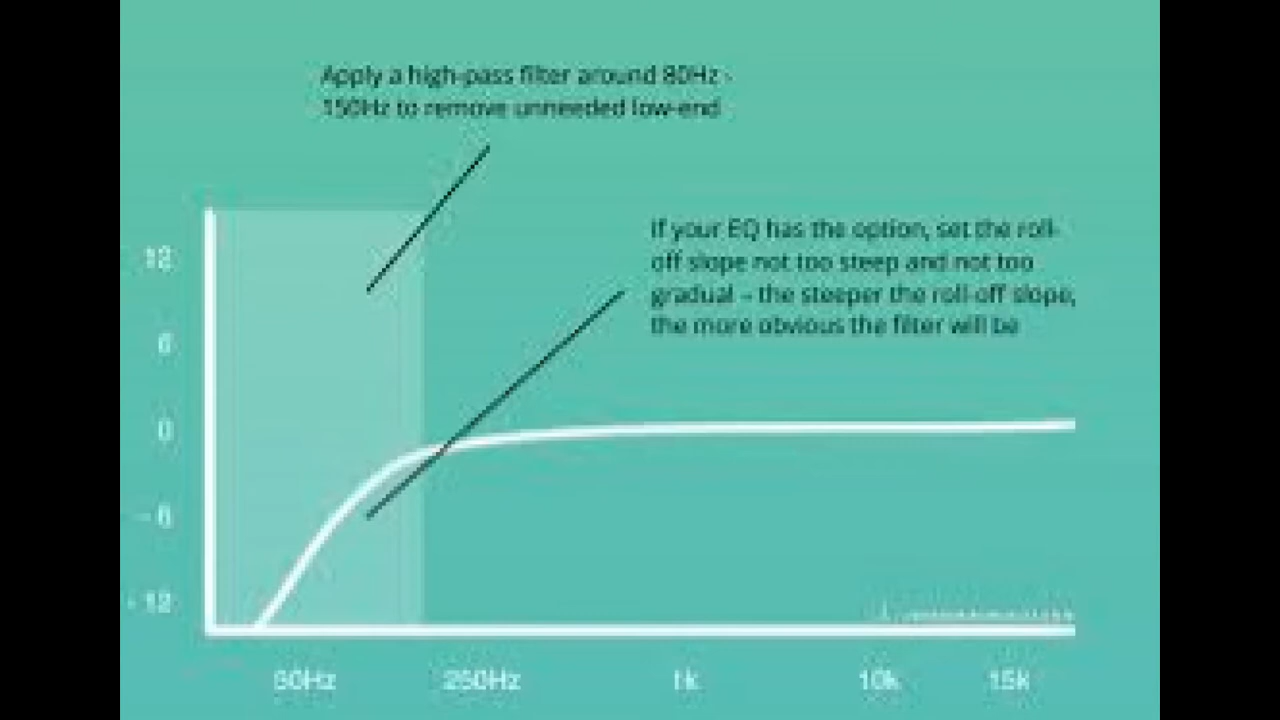 Apply a high-pass filter around 80Hz -
150Hz to remove unneeded low-end
If your EQ has the option, set the roll-
off slope not too steep and not too
gradual – the steeper the roll-off slope,
the more obvious the filter will be
12
6
0
- 6
- 12
250Hz
1k
10k
15k